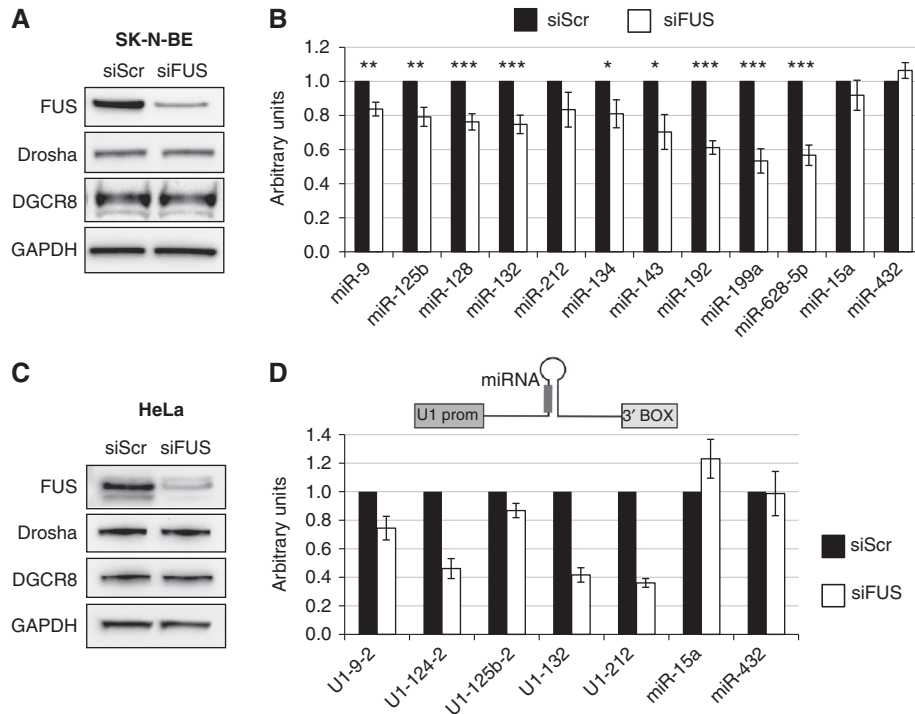 A
SK-N-BE
siScr siFUS
FUS
Drosha
DGCR8
GAPDH
B
siScr siFUS
Arbitrary units
1.2
1.0
0.8
0.6
0.4
0.2
0.0
** ** *** *** * * *** *** ***
miR-9 miR-125b miR-128 miR-132 miR-212 miR-134 miR-143 miR-192 miR-199a miR-628-5p miR-15a miR-432
C
HeLa
siScr siFUS
FUS
Drosha
DGCR8
GAPDH
D
miRNA
U1 prom 3′ BOX
Arbitrary units
1.4
1.2
1.0
0.8
0.6
0.4
0.2
0.0
U1-9-2 U1-124-2 U1-125b-2 U1-132 U1-212 miR-15a miR-432
siScr
siFUS